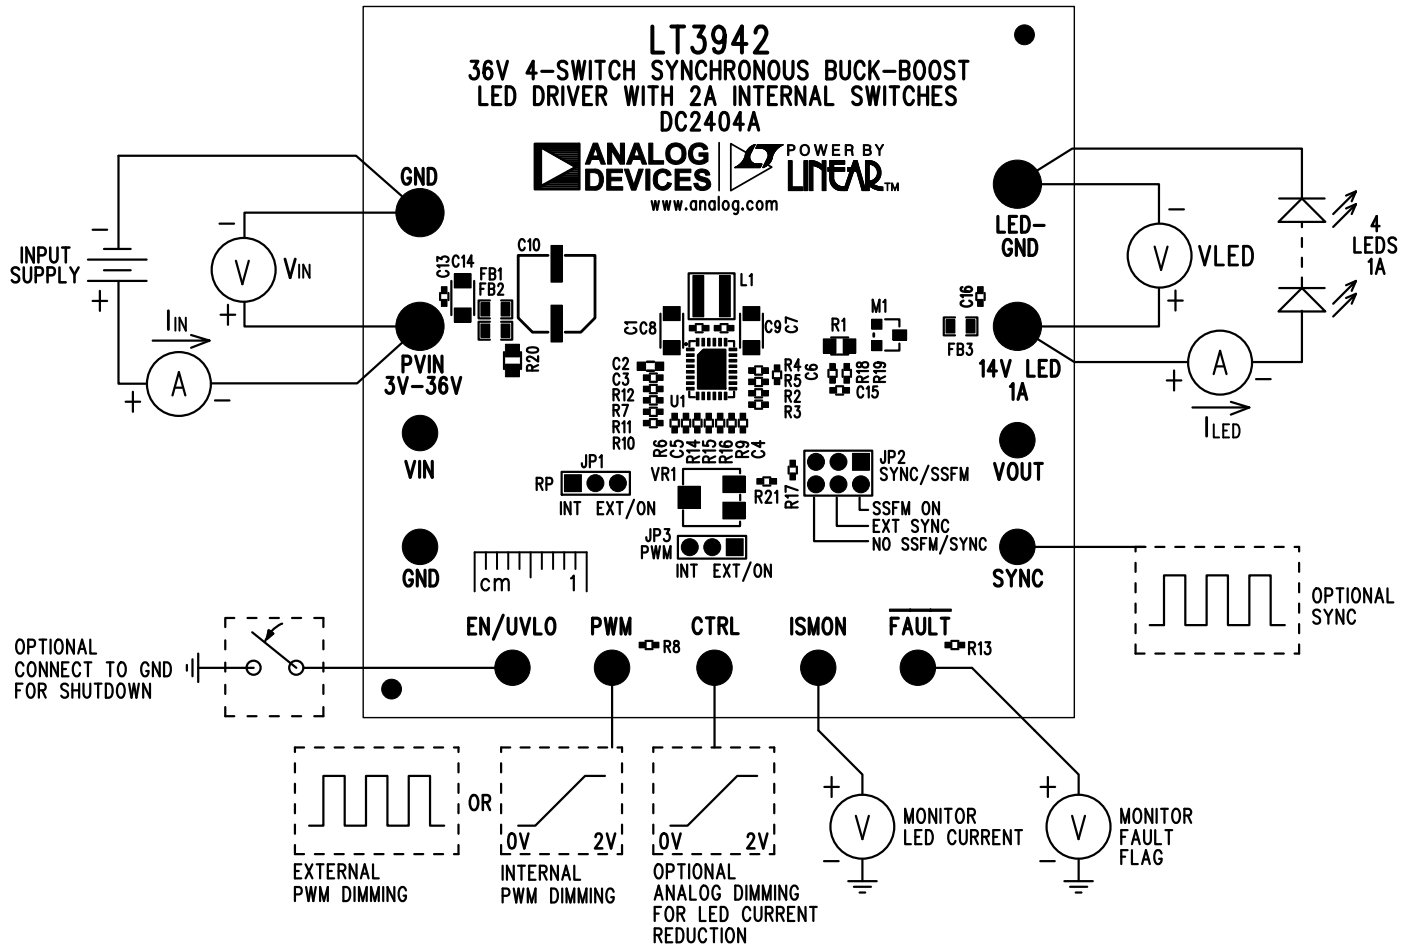 LT3942
36V 4-SWITCH SYNCHRONOUS BUCK-BOOST
LED DRIVER WITH 2A INTERNAL SWITCHES
DC2404A
ANALOG
DEVICES
LT
POWER BY
LINEAR™
www.analog.com
GND
INPUT
SUPPLY
−
+
−
V
+
VIN
IIN
A
+
−
PVIN
3V-36V
VIN
GND
C13
C14
FB1
FB2
C10
R20
L1
C1
C8
C9
C7
C2
C3
R12
R7
R11
R10
U1
R4
R5
R2
R3
R6
C5
R14
R15
R16
R9
C4
R1
M1
C6
R18
R19
C15
C16
FB3
LED-
GND
−
V
+
VLED
4
LEDS
1A
14V LED
1A
A
+
−
ILED
VOUT
SYNC
OPTIONAL
SYNC
JP1
RP
INT EXT/ON
VR1
R21
R17
JP2
SYNC/SSFM
SSFM ON
EXT SYNC
NO SSFM/SYNC
JP3
PWM
INT EXT/ON
cm 1
EN/UVLO
PWM
R8
CTRL
ISMON
FAULT
R13
OPTIONAL
CONNECT TO GND
FOR SHUTDOWN
EXTERNAL
PWM DIMMING
OR
0V 2V
INTERNAL
PWM DIMMING
0V 2V
OPTIONAL
ANALOG DIMMING
FOR LED CURRENT
REDUCTION
+
V
−
MONITOR
LED CURRENT
+
V
−
MONITOR
FAULT
FLAG